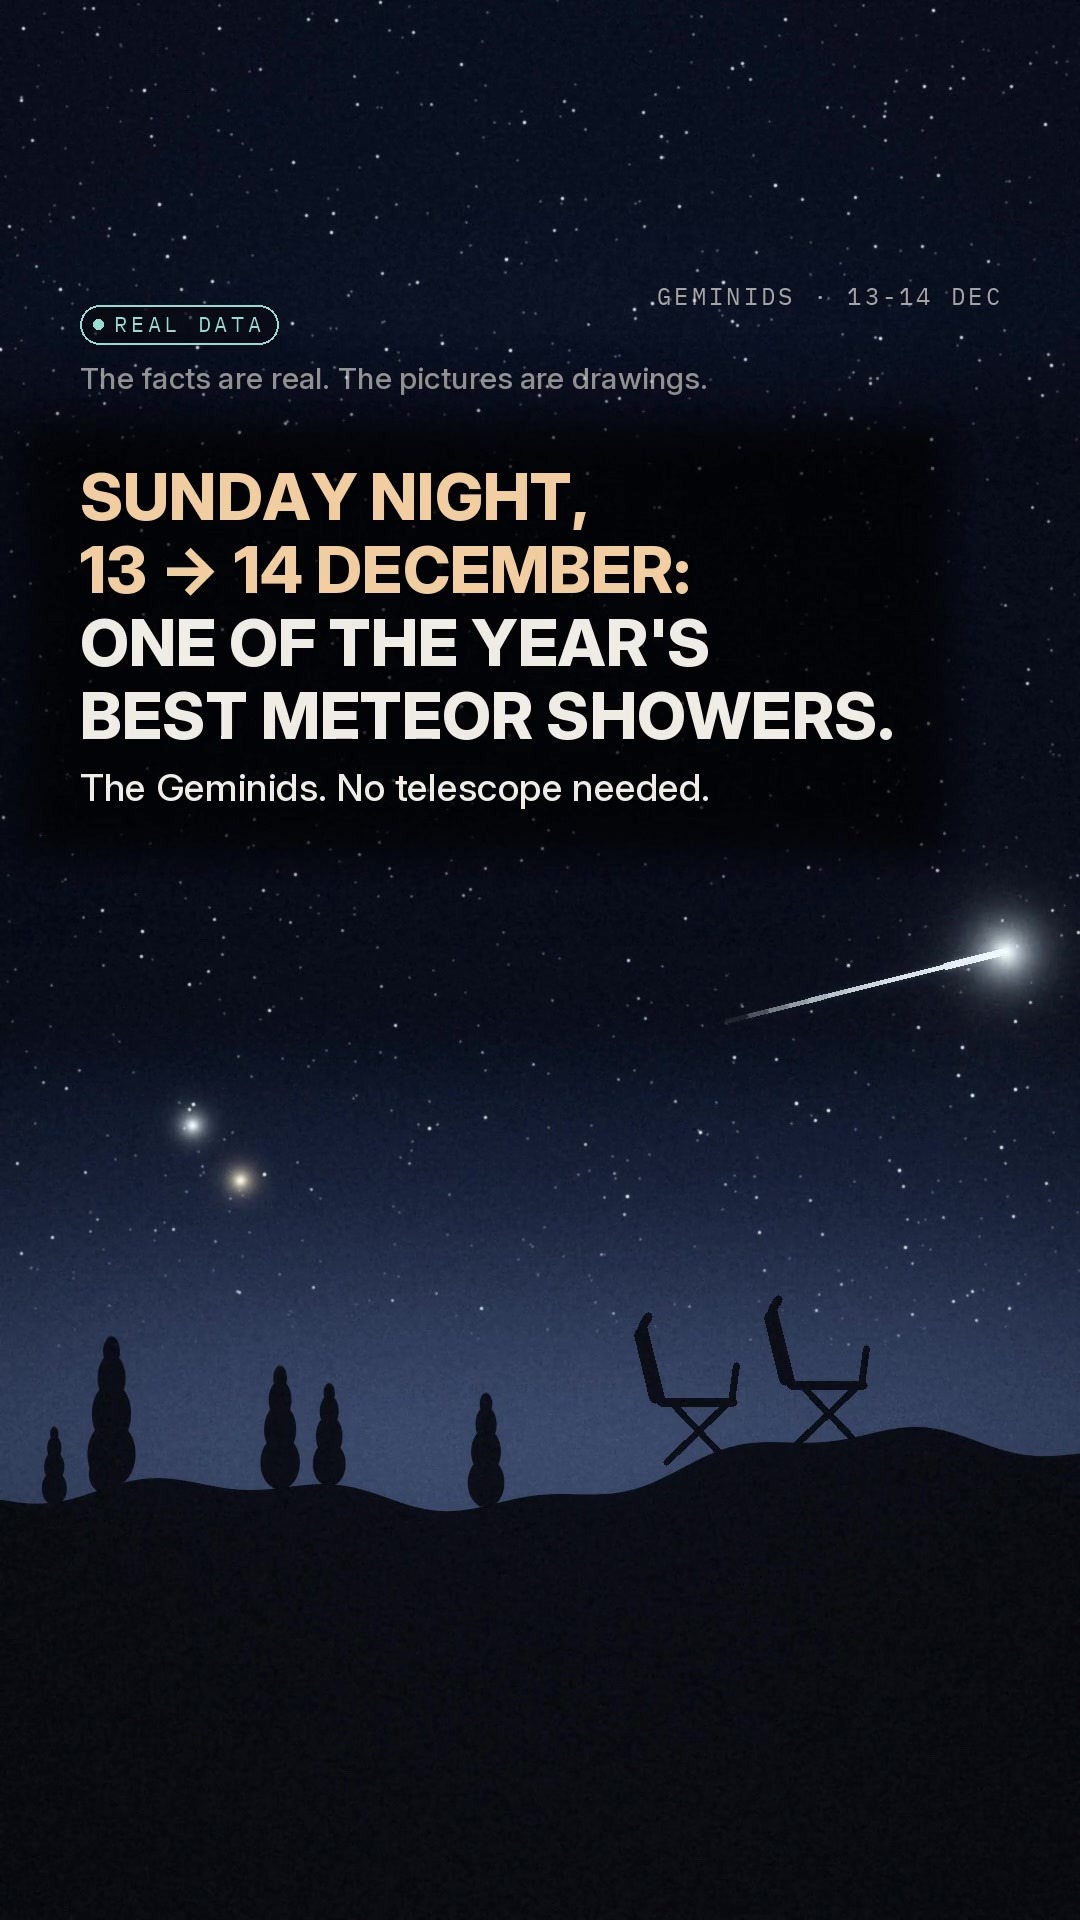 GEMINIDS · 13-14 DEC
REAL DATA
The facts are real. The pictures are drawings.
SUNDAY NIGHT,
13 → 14 DECEMBER:
ONE OF THE YEAR'S
BEST METEOR SHOWERS.
The Geminids. No telescope needed.